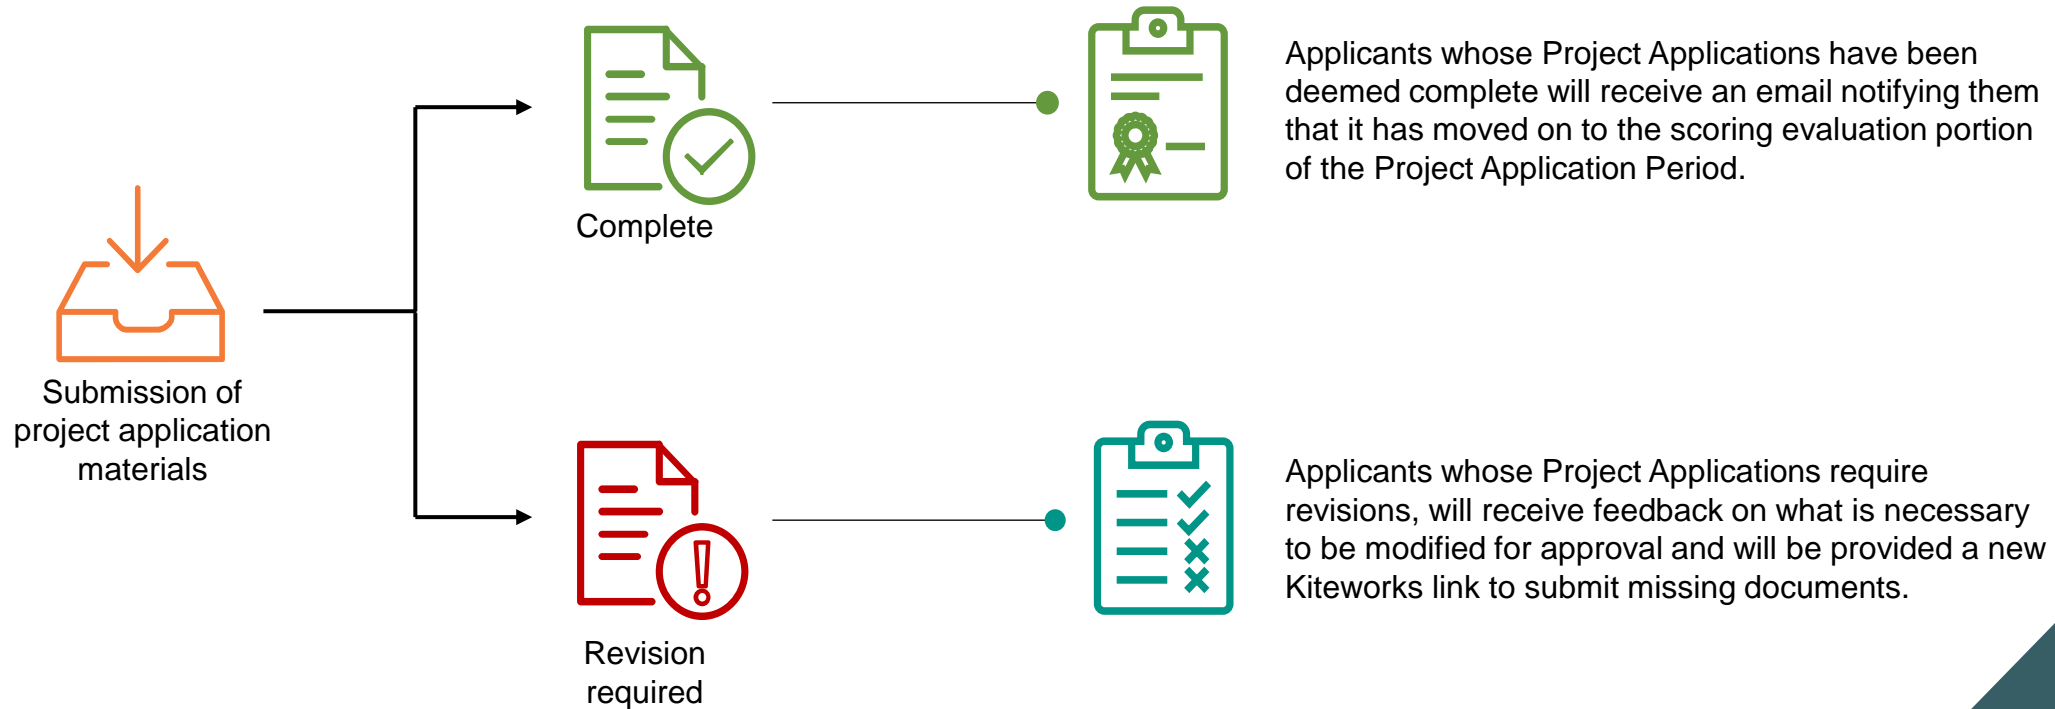 Submission of
project application
materials
Complete
Applicants whose Project Applications have been
deemed complete will receive an email notifying them
that it has moved on to the scoring evaluation portion
of the Project Application Period.
Revision
required
Applicants whose Project Applications require
revisions, will receive feedback on what is necessary
to be modified for approval and will be provided a new
Kiteworks link to submit missing documents.